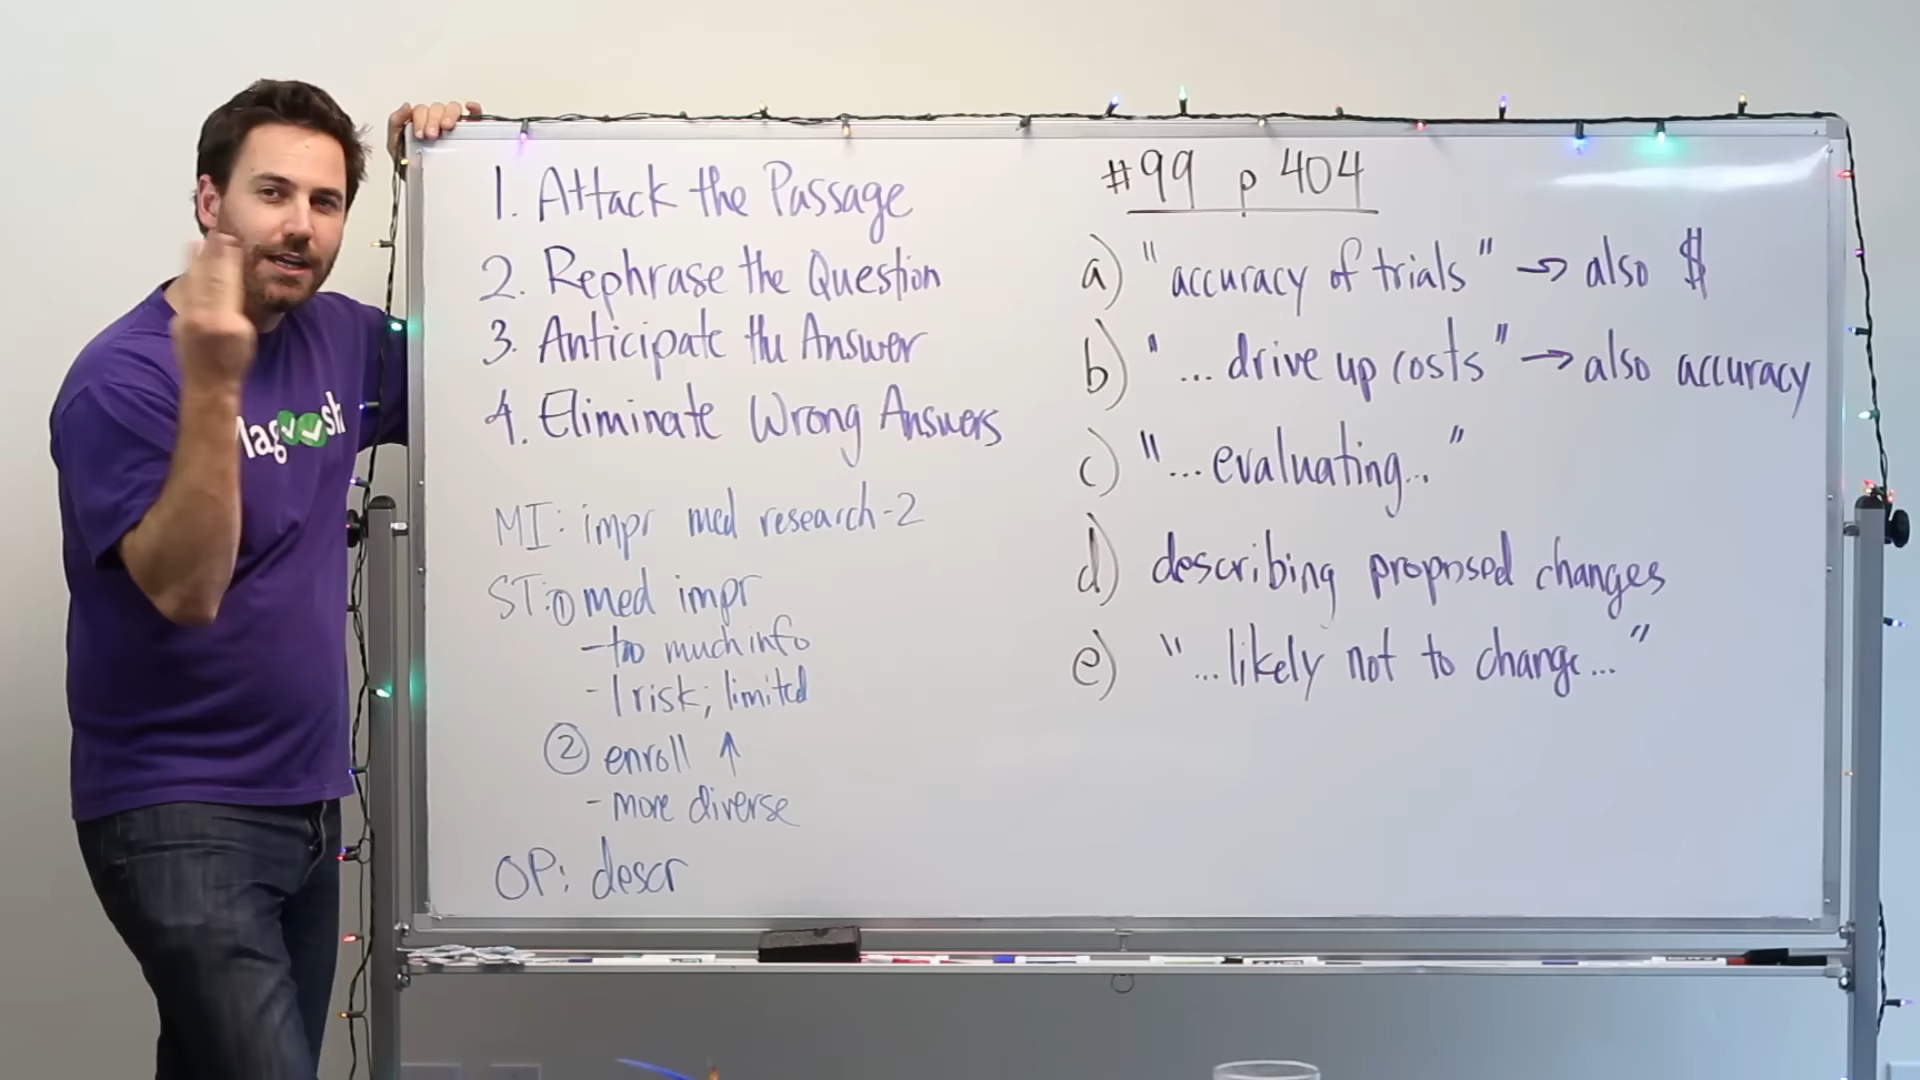 Magoosh
1. Attack the Passage
2. Rephrase the Question
3. Anticipate the Answer
4. Eliminate Wrong Answers
MI: impr med research-2
ST: ① med impr
- too much info
- 1 risk; limited
② enroll ↑
- more diverse
OP: descr
#99 p 404
a) "accuracy of trials" → also $
b) "... drive up costs" → also accuracy
c) "... evaluating..."
d) describing proposed changes
e) "...likely not to change..."